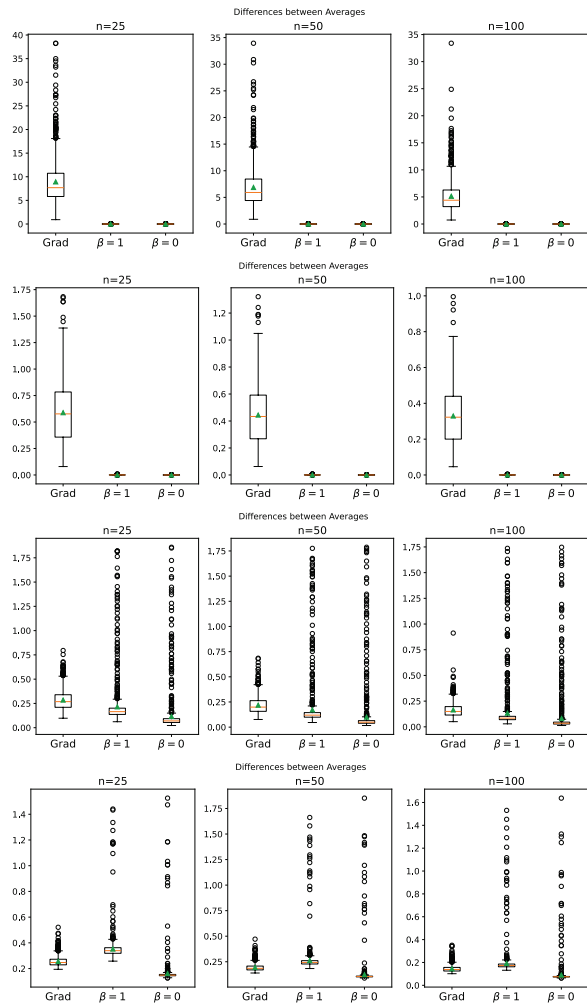 Differences between Averages
n=25 n=50 n=100
40 35 35
35 30 30
30 25 25
25 20 20
20 15 15
15 10 10
10 5 5
5 0 0
0
Grad β = 1 β = 0 Grad β = 1 β = 0 Grad β = 1 β = 0
Differences between Averages
n=25 n=50 n=100
1,75 1,2 1,0
1,50 1,0 0,8
1,25 0,8 0,6
1,00 0,6 0,4
0,75 0,4 0,2
0,50 0,2 0,0
0,25 0,0
0,00
Grad β = 1 β = 0 Grad β = 1 β = 0 Grad β = 1 β = 0
Differences between Averages
n=25 n=50 n=100
1,75 1,75 1,75
1,50 1,50 1,50
1,25 1,25 1,25
1,00 1,00 1,00
0,75 0,75 0,75
0,50 0,50 0,50
0,25 0,25 0,25
0,00 0,00 0,00
Grad β = 1 β = 0 Grad β = 1 β = 0 Grad β = 1 β = 0
Differences between Averages
n=25 n=50 n=100
1.4 1.75 1.6
1.2 1.50 1.4
1.0 1.25 1.2
0.8 1.00 1.0
0.6 0.75 0.8
0.4 0.50 0.6
0.2 0.25 0.4
0.2
0.0
Grad β = 1 β = 0 Grad β = 1 β = 0 Grad β = 1 β = 0